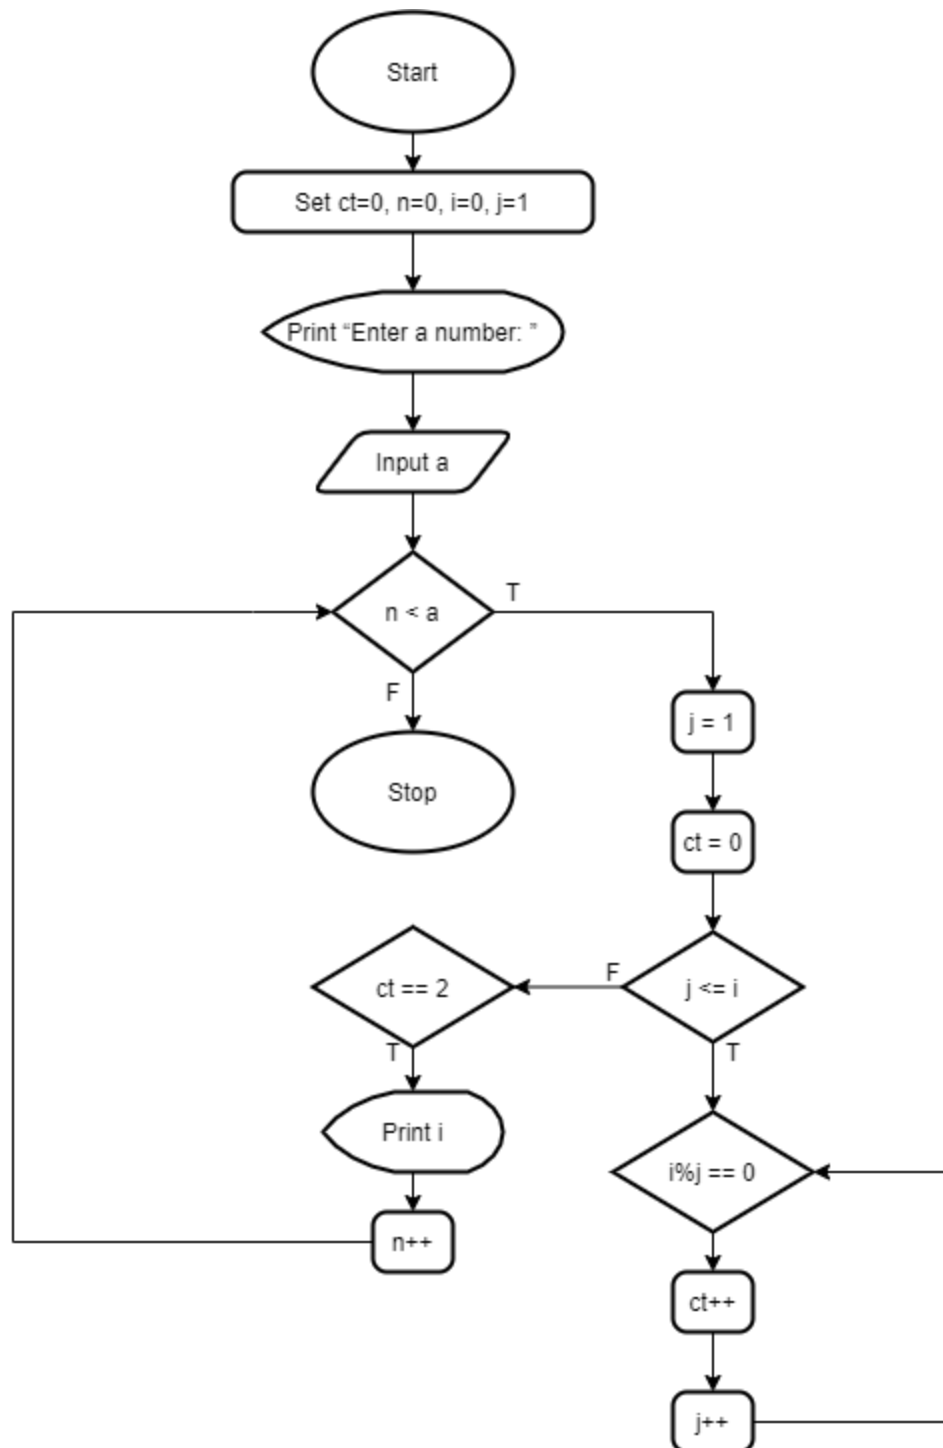 Start
Set ct=0, n=0, i=0, j=1
Print “Enter a number: ”
Input a
n < a
T
F
j = 1
Stop
ct = 0
ct == 2
F
j <= i
T
T
Print i
i%j == 0
n++
ct++
j++